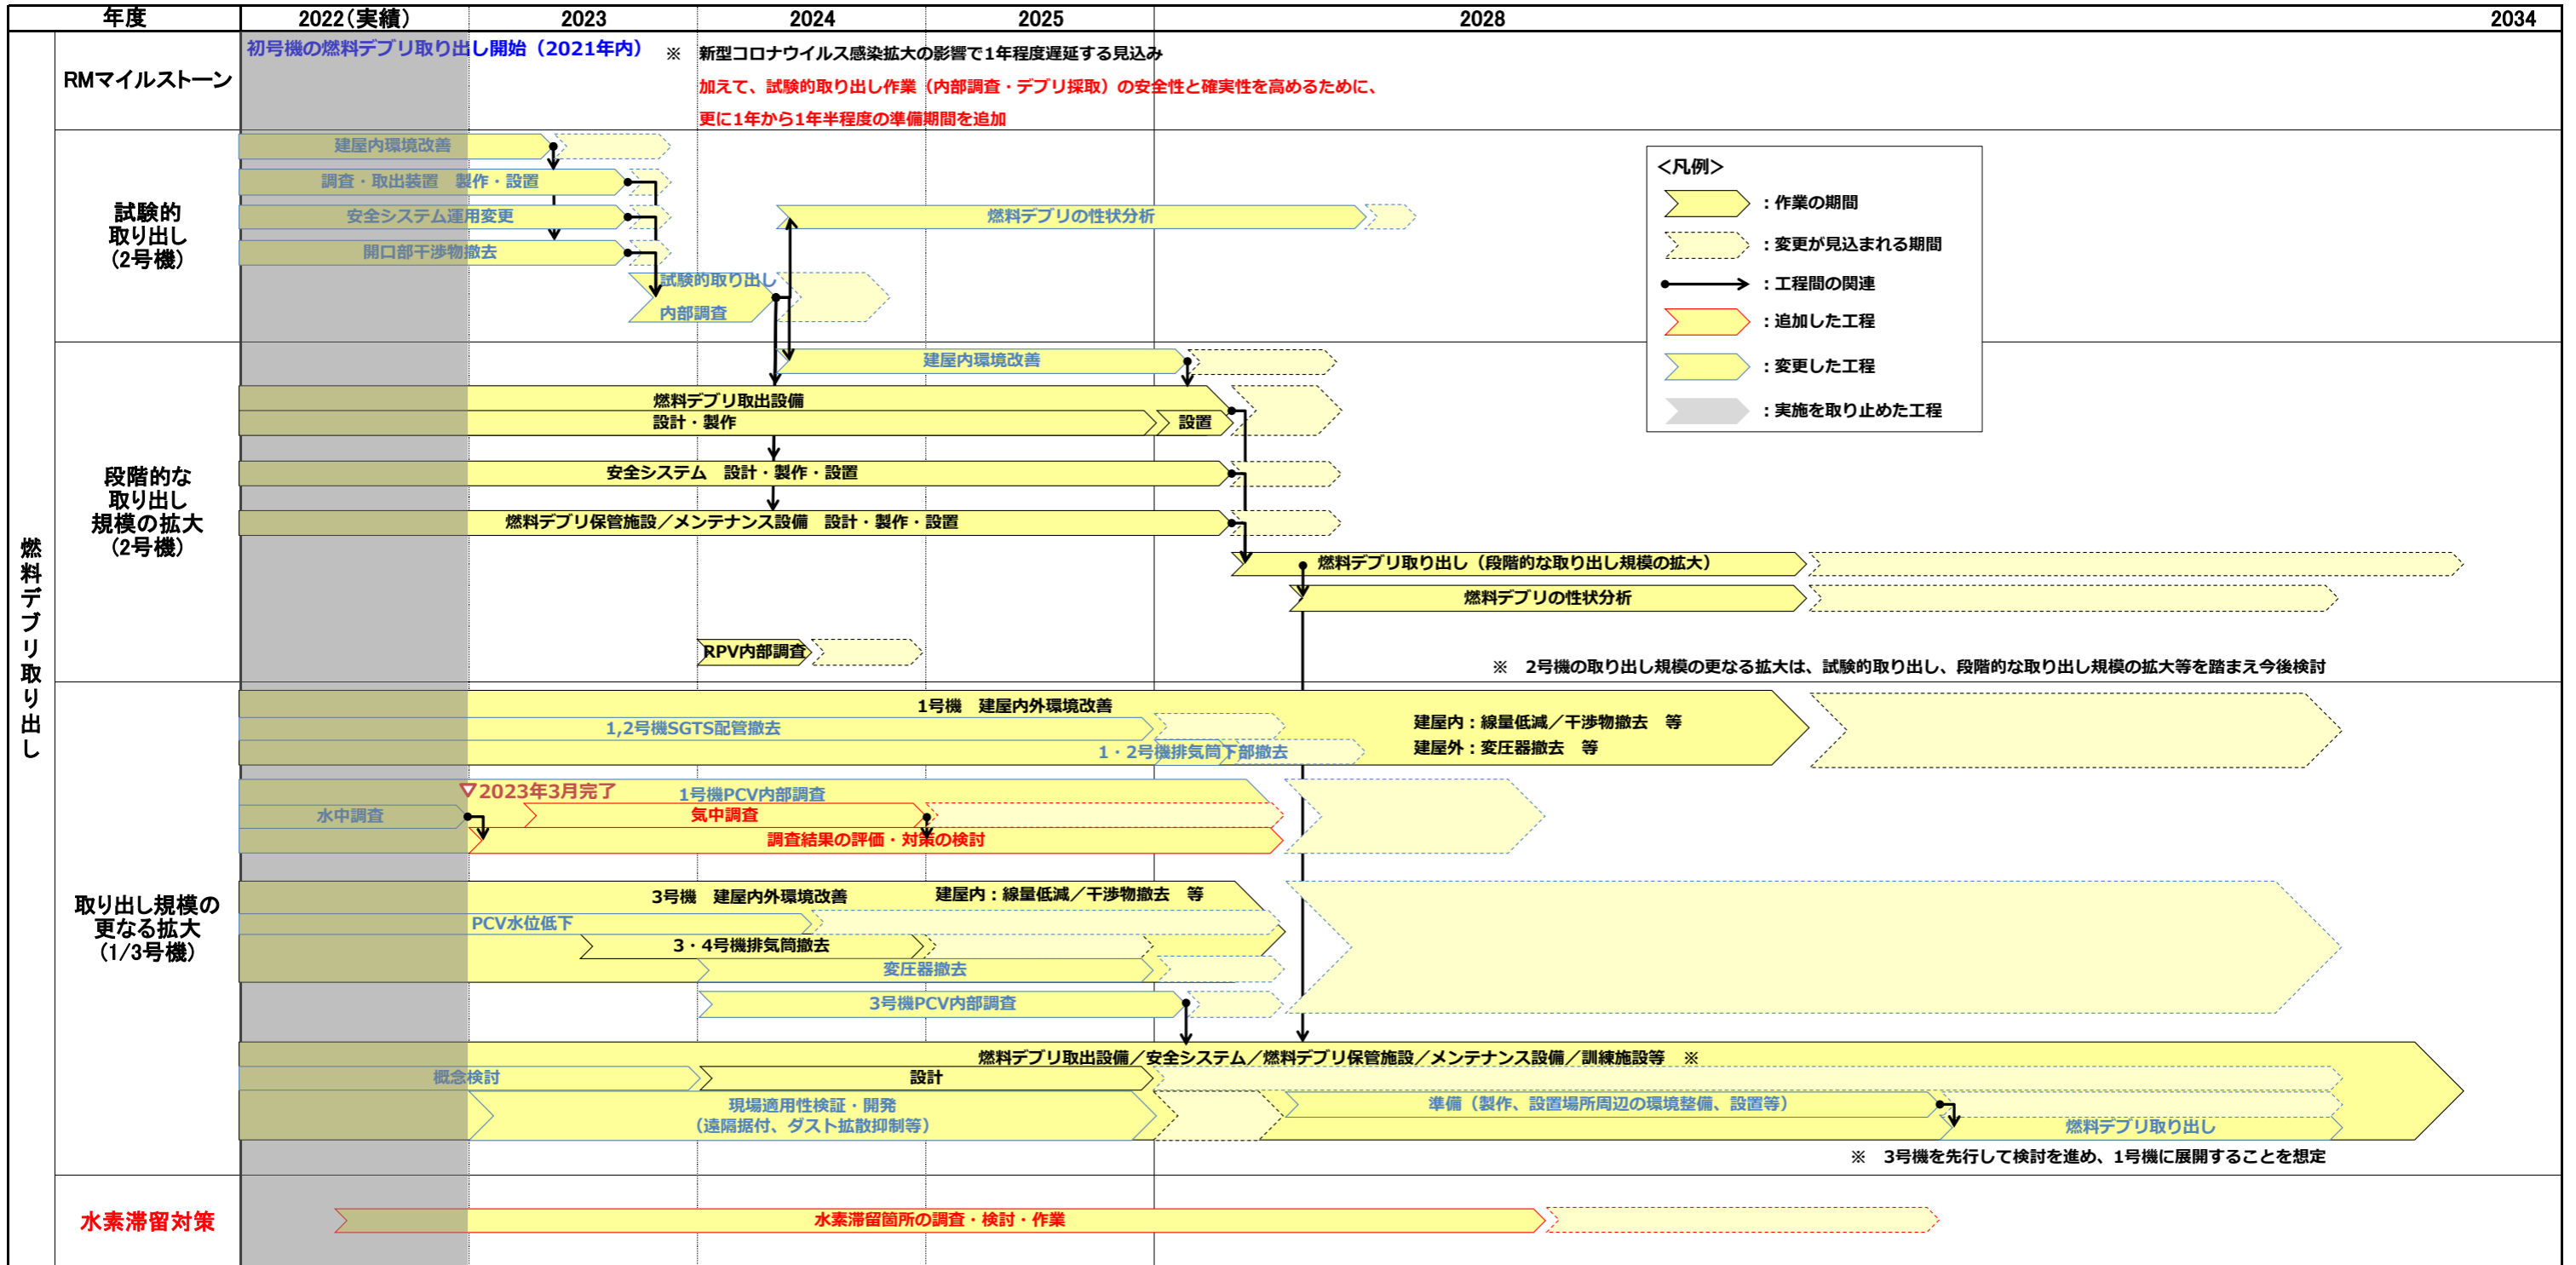 年度 2022(実績) 2023 2024 2025 2028 2034
燃料デブリ取り出し
RMマイルストーン
初号機の燃料デブリ取り出し開始（2021年内）
※　新型コロナウイルス感染拡大の影響で1年程度遅延する見込み
加えて、試験的取り出し作業（内部調査・デブリ採取）の安全性と確実性を高めるために、
更に1年から1年半程度の準備期間を追加
試験的
取り出し
(2号機)
建屋内環境改善
調査・取出装置　製作・設置
安全システム運用変更
開口部干渉物撤去
試験的取り出し
内部調査
燃料デブリの性状分析
＜凡例＞
：作業の期間
：変更が見込まれる期間
：工程間の関連
：追加した工程
：変更した工程
：実施を取り止めた工程
段階的な
取り出し
規模の拡大
(2号機)
建屋内環境改善
燃料デブリ取出設備
設計・製作
設置
安全システム　設計・製作・設置
燃料デブリ保管施設／メンテナンス設備　設計・製作・設置
燃料デブリ取り出し（段階的な取り出し規模の拡大）
燃料デブリの性状分析
RPV内部調査
※　2号機の取り出し規模の更なる拡大は、試験的取り出し、段階的な取り出し規模の拡大等を踏まえ今後検討
取り出し規模の
更なる拡大
(1/3号機)
1号機　建屋内外環境改善
1,2号機SGTS配管撤去
建屋内：線量低減／干渉物撤去　等
1・2号機排気筒下部撤去
建屋外：変圧器撤去　等
2023年3月完了
1号機PCV内部調査
水中調査
気中調査
調査結果の評価・対策の検討
3号機　建屋内外環境改善
建屋内：線量低減／干渉物撤去　等
PCV水位低下
3・4号機排気筒撤去
変圧器撤去
3号機PCV内部調査
燃料デブリ取出設備／安全システム／燃料デブリ保管施設／メンテナンス設備／訓練施設等　※
概念検討
設計
現場適用性検証・開発
（遠隔据付、ダスト拡散抑制等）
準備（製作、設置場所周辺の環境整備、設置等）
燃料デブリ取り出し
※　3号機を先行して検討を進め、1号機に展開することを想定
水素滞留対策
水素滞留箇所の調査・検討・作業